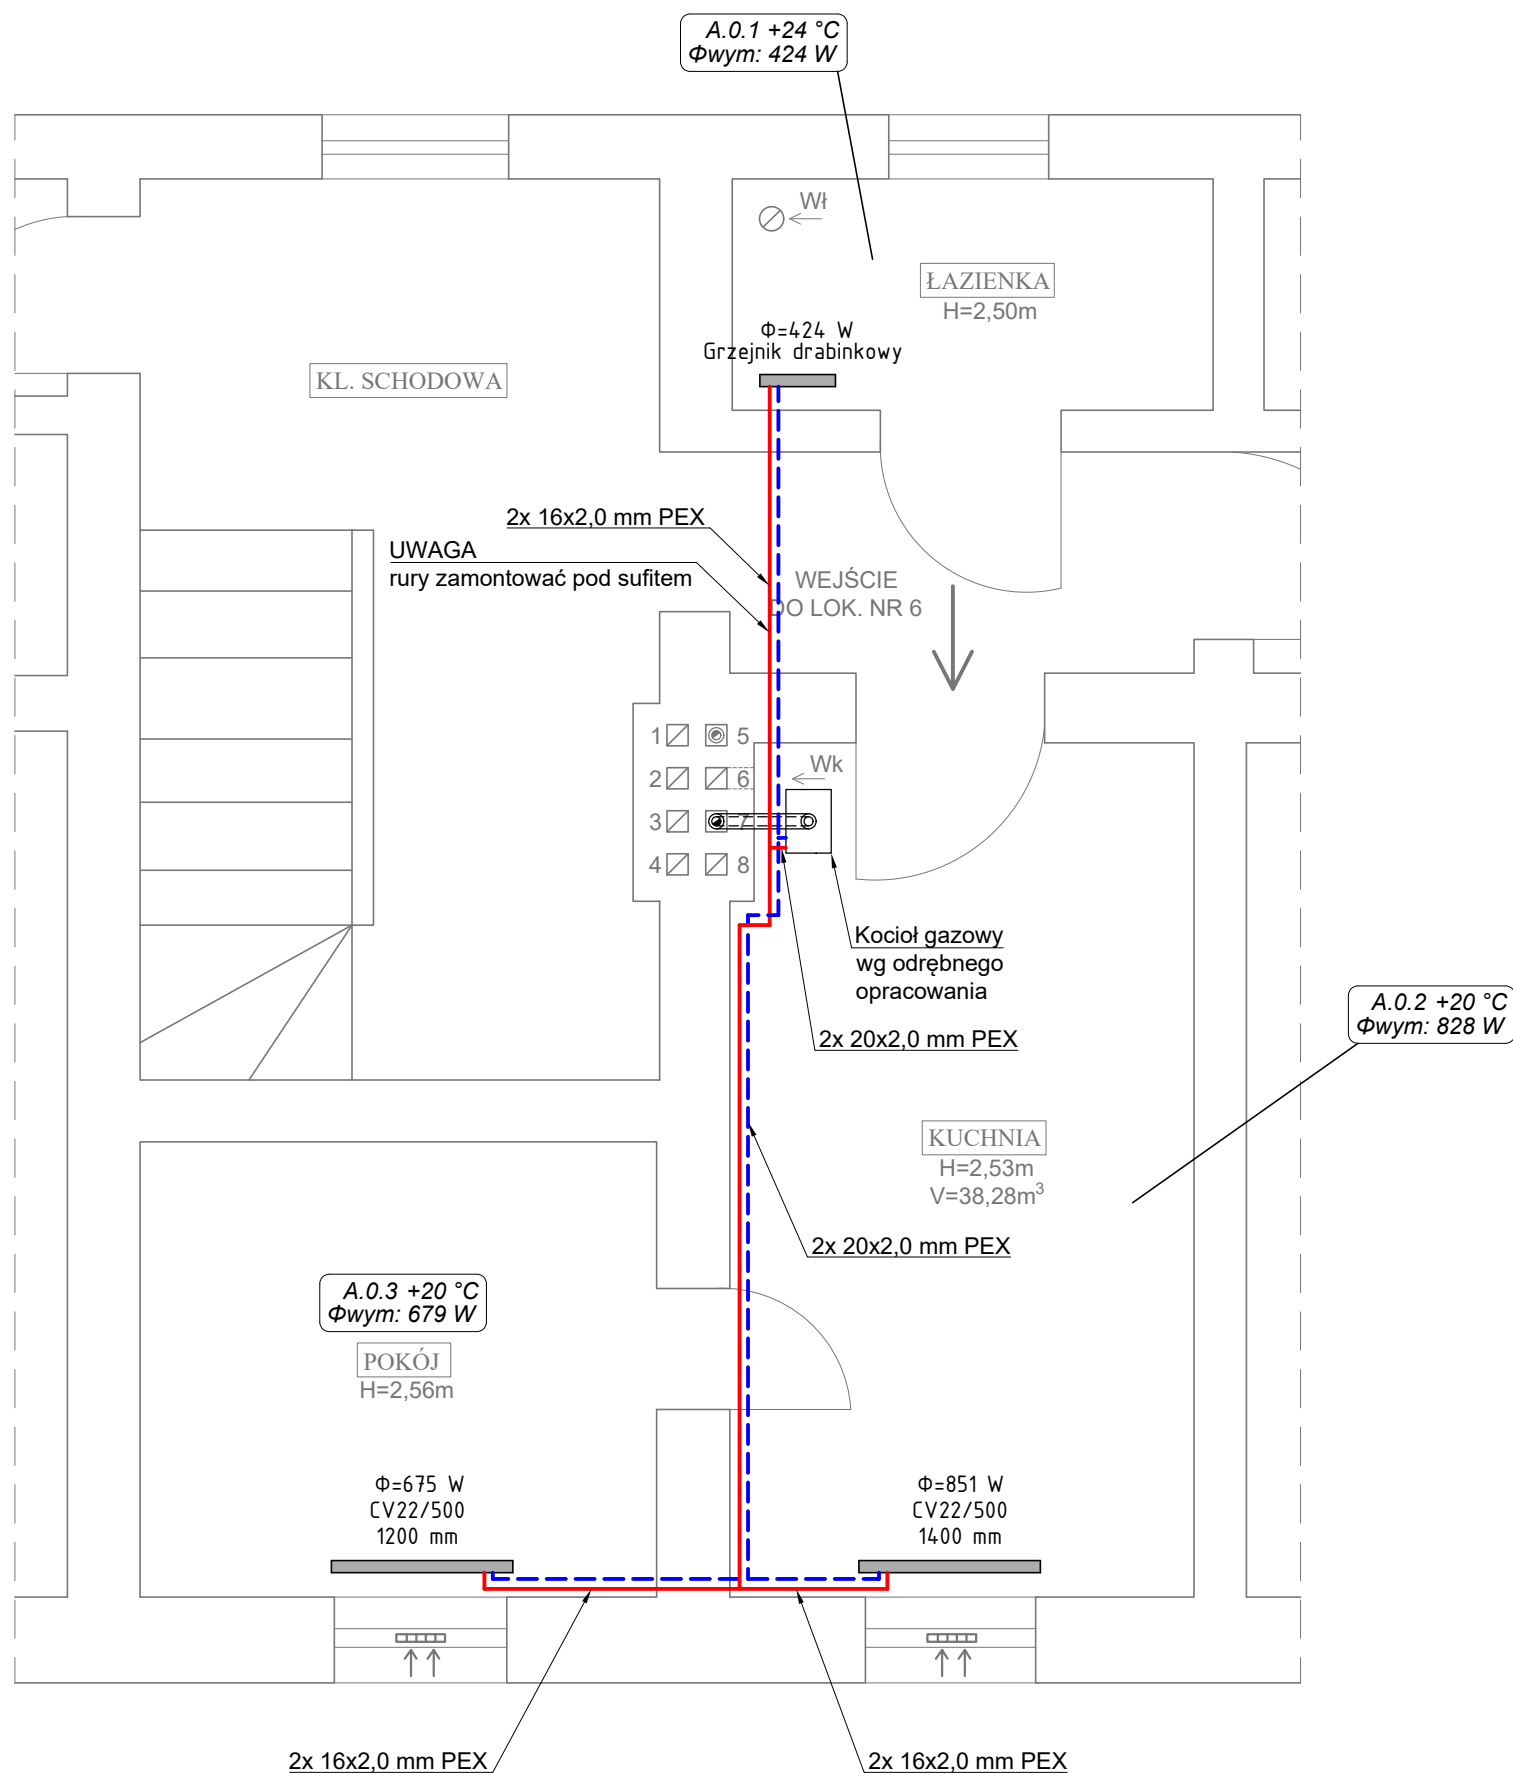 A.0.1 +24 °C
Φwym: 424 W
Wł
ŁAZIENKA
H=2,50m
Φ=424 W
Grzejnik drabinkowy
KL. SCHODOWA
2x 16x2,0 mm PEX
UWAGA
rury zamontować pod sufitem
WEJŚCIE
DO LOK. NR 6
1 5
2 6
3 7
4 8
Wk
Kocioł gazowy
wg odrębnego
opracowania
2x 20x2,0 mm PEX
A.0.2 +20 °C
Φwym: 828 W
KUCHNIA
H=2,53m
V=38,28m³
2x 20x2,0 mm PEX
A.0.3 +20 °C
Φwym: 679 W
POKÓJ
H=2,56m
Φ=675 W
CV22/500
1200 mm
Φ=851 W
CV22/500
1400 mm
2x 16x2,0 mm PEX
2x 16x2,0 mm PEX